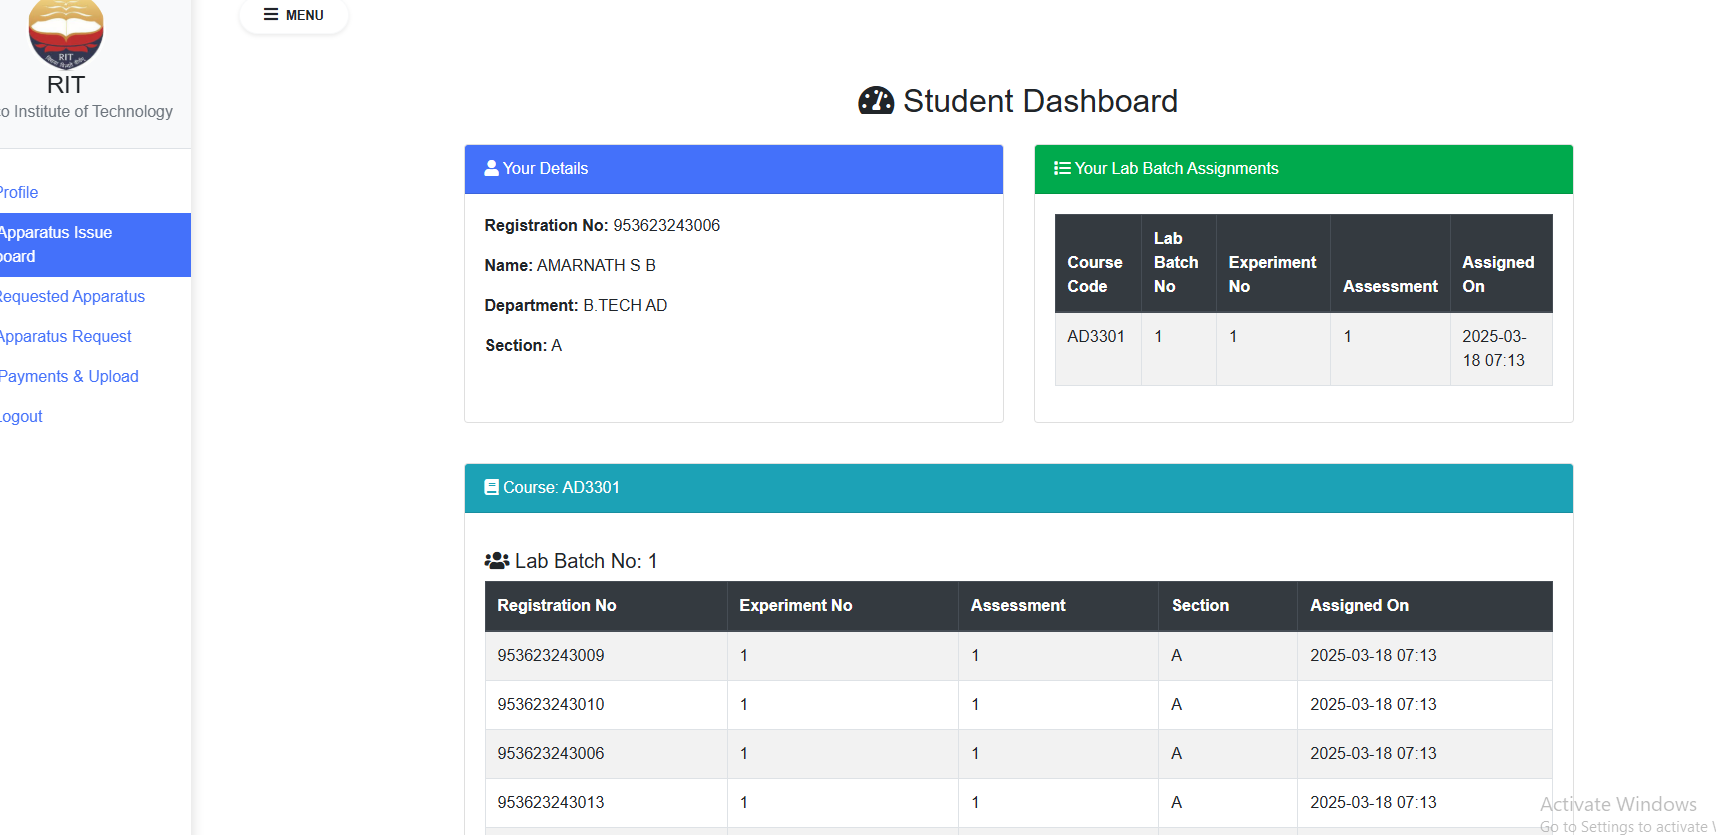 RIT
RIT
o Institute of Technology
Profile
Apparatus Issue
board
Requested Apparatus
Apparatus Request
Payments & Upload
Logout
MENU
Student Dashboard
Your Details
Registration No: 953623243006
Name: AMARNATH S B
Department: B.TECH AD
Section: A
Your Lab Batch Assignments
Course Code Lab Batch No Experiment No Assessment Assigned On
AD3301 1 1 1 2025-03-18 07:13
Course: AD3301
Lab Batch No: 1
Registration No Experiment No Assessment Section Assigned On
953623243009 1 1 A 2025-03-18 07:13
953623243010 1 1 A 2025-03-18 07:13
953623243006 1 1 A 2025-03-18 07:13
953623243013 1 1 A 2025-03-18 07:13
Activate Windows
Go to Settings to activate